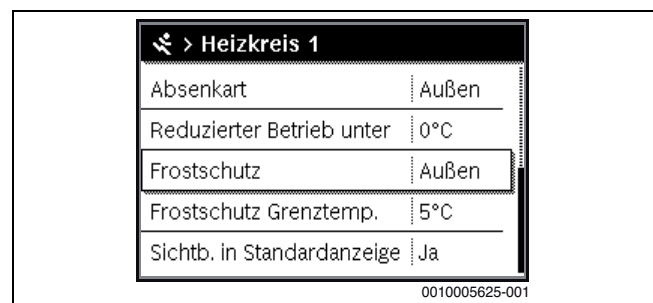 > Heizkreis 1
Absenkart Außen
Reduzierter Betrieb unter 0°C
Frostschutz Außen
Frostschutz Grenztemp. 5°C
Sichtb. in Standardanzeige Ja
0010005625-001